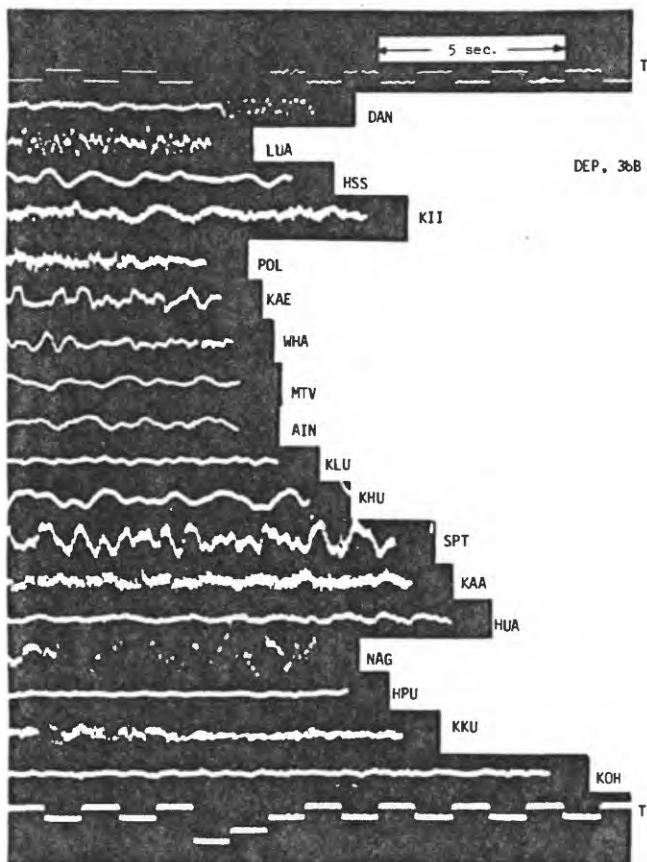 5 sec.
T
DAN
LUA
DEP, 36B
HSS
KII
POL
KAE
WHA
MTV
AIN
KLU
KHU
SPT
KAA
HUA
NAG
HPU
KKU
KOH
T